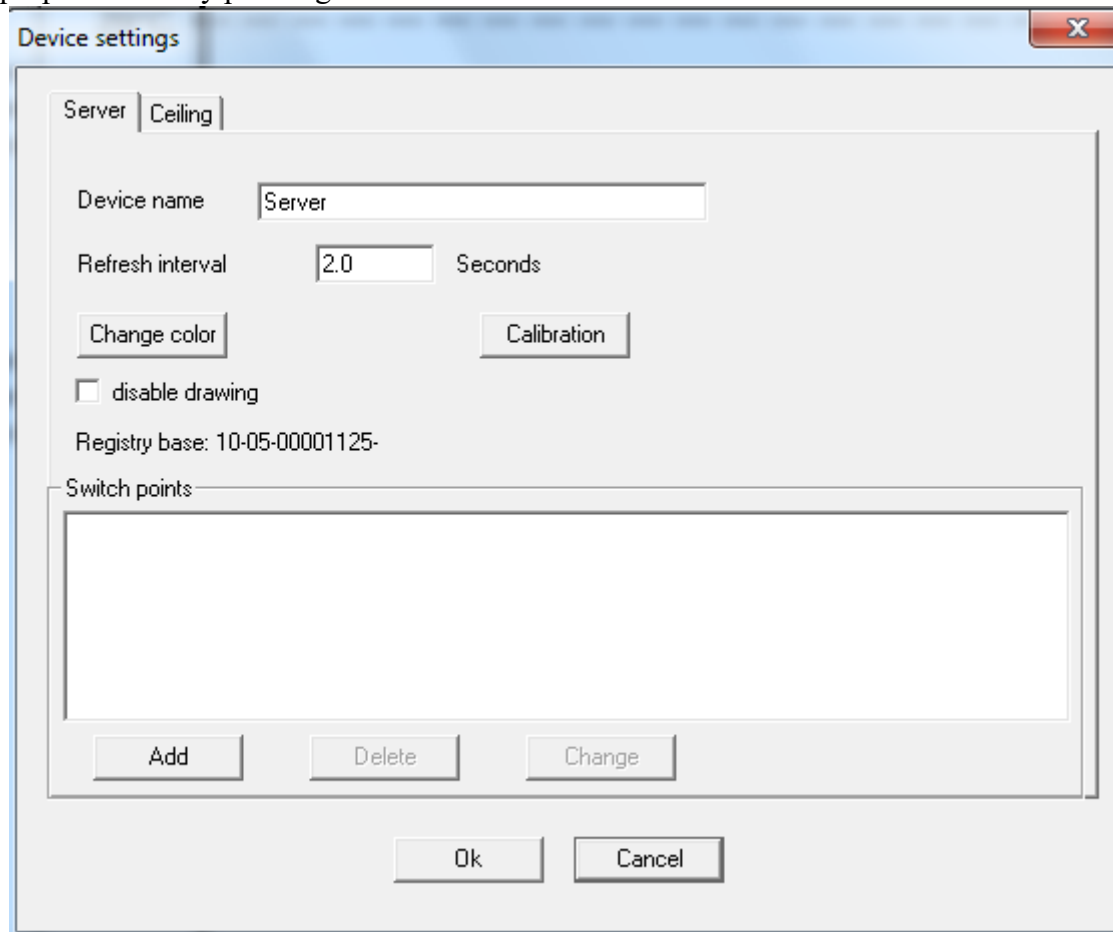 Device settings
Server Ceiling
Device name Server
Refresh interval 2.0 Seconds
Change color Calibration
disable drawing
Registry base: 10-05-00001125-
Switch points
Add Delete Change
Ok Cancel